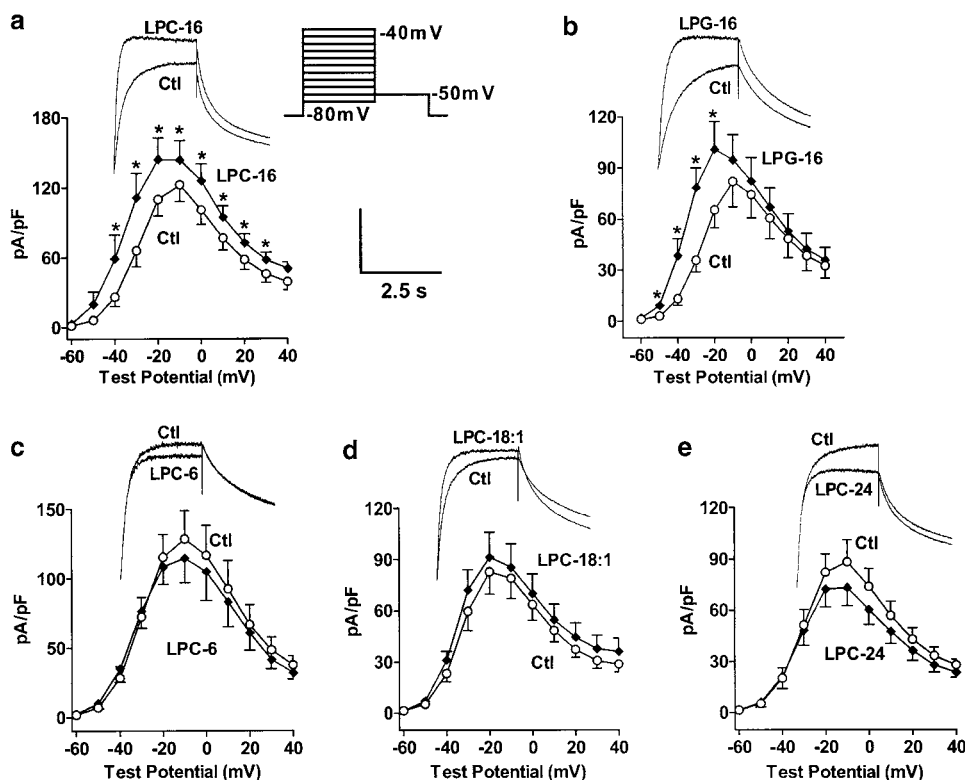 a
LPC-16
Ctl
-40mV
-50mV
-80mV
180
120
60
0
pA/pF
* * * * * * * *
LPC-16
Ctl
-60 -40 -20 0 20 40
Test Potential (mV)
2.5 s
b
LPG-16
Ctl
120
90
60
30
0
pA/pF
* * * *
LPG-16
Ctl
-60 -40 -20 0 20 40
Test Potential (mV)
c
Ctl
LPC-6
150
100
50
0
pA/pF
Ctl
LPC-6
-60 -40 -20 0 20 40
Test Potential (mV)
d
LPC-18:1
Ctl
120
90
60
30
0
pA/pF
LPC-18:1
Ctl
-60 -40 -20 0 20 40
Test Potential (mV)
e
Ctl
LPC-24
120
90
60
30
0
pA/pF
Ctl
LPC-24
-60 -40 -20 0 20 40
Test Potential (mV)